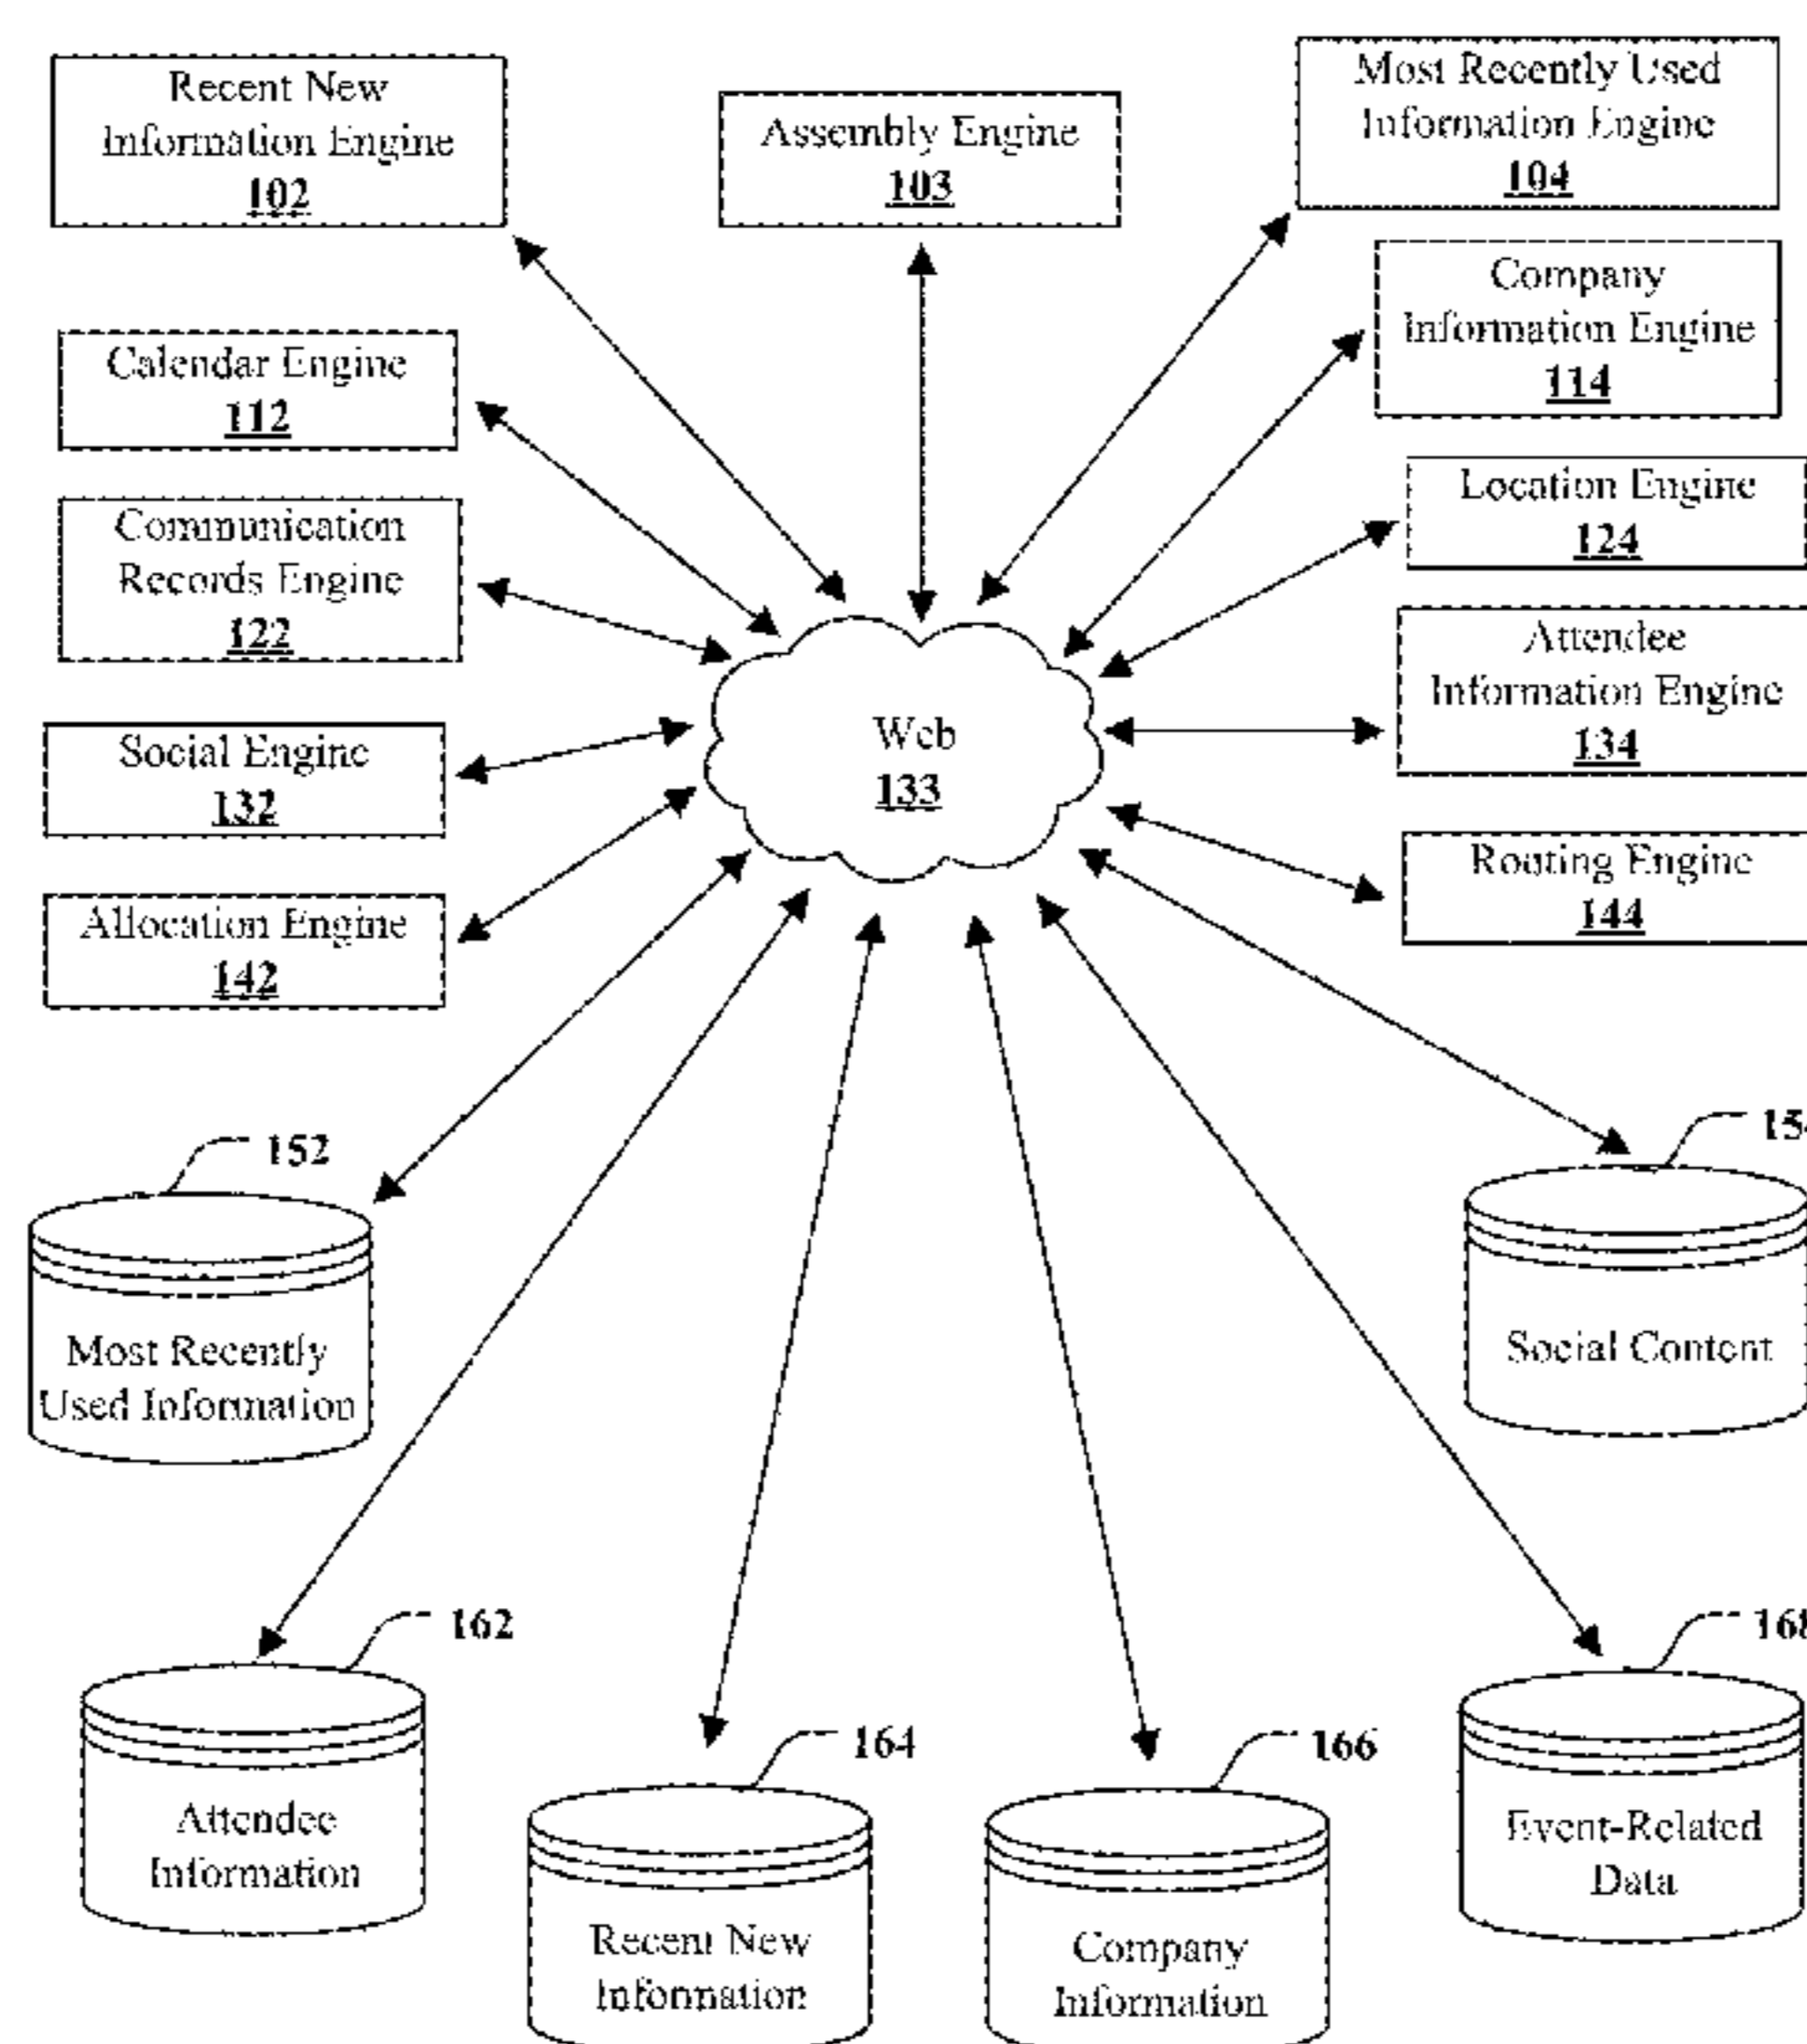 Recent New
Information Engine
102
Assembly Engine
103
Most Recently Used
Information Engine
104
Calendar Engine
112
Company
Information Engine
114
Communication
Records Engine
122
Location Engine
124
Social Engine
132
Web
133
Attendee
Information Engine
134
Allocation Engine
142
Routing Engine
144
152
Most Recently
Used Information
Social Content
162
Attendee
Information
164
Recent New
Information
166
Company
Information
168
Event-Related
Data